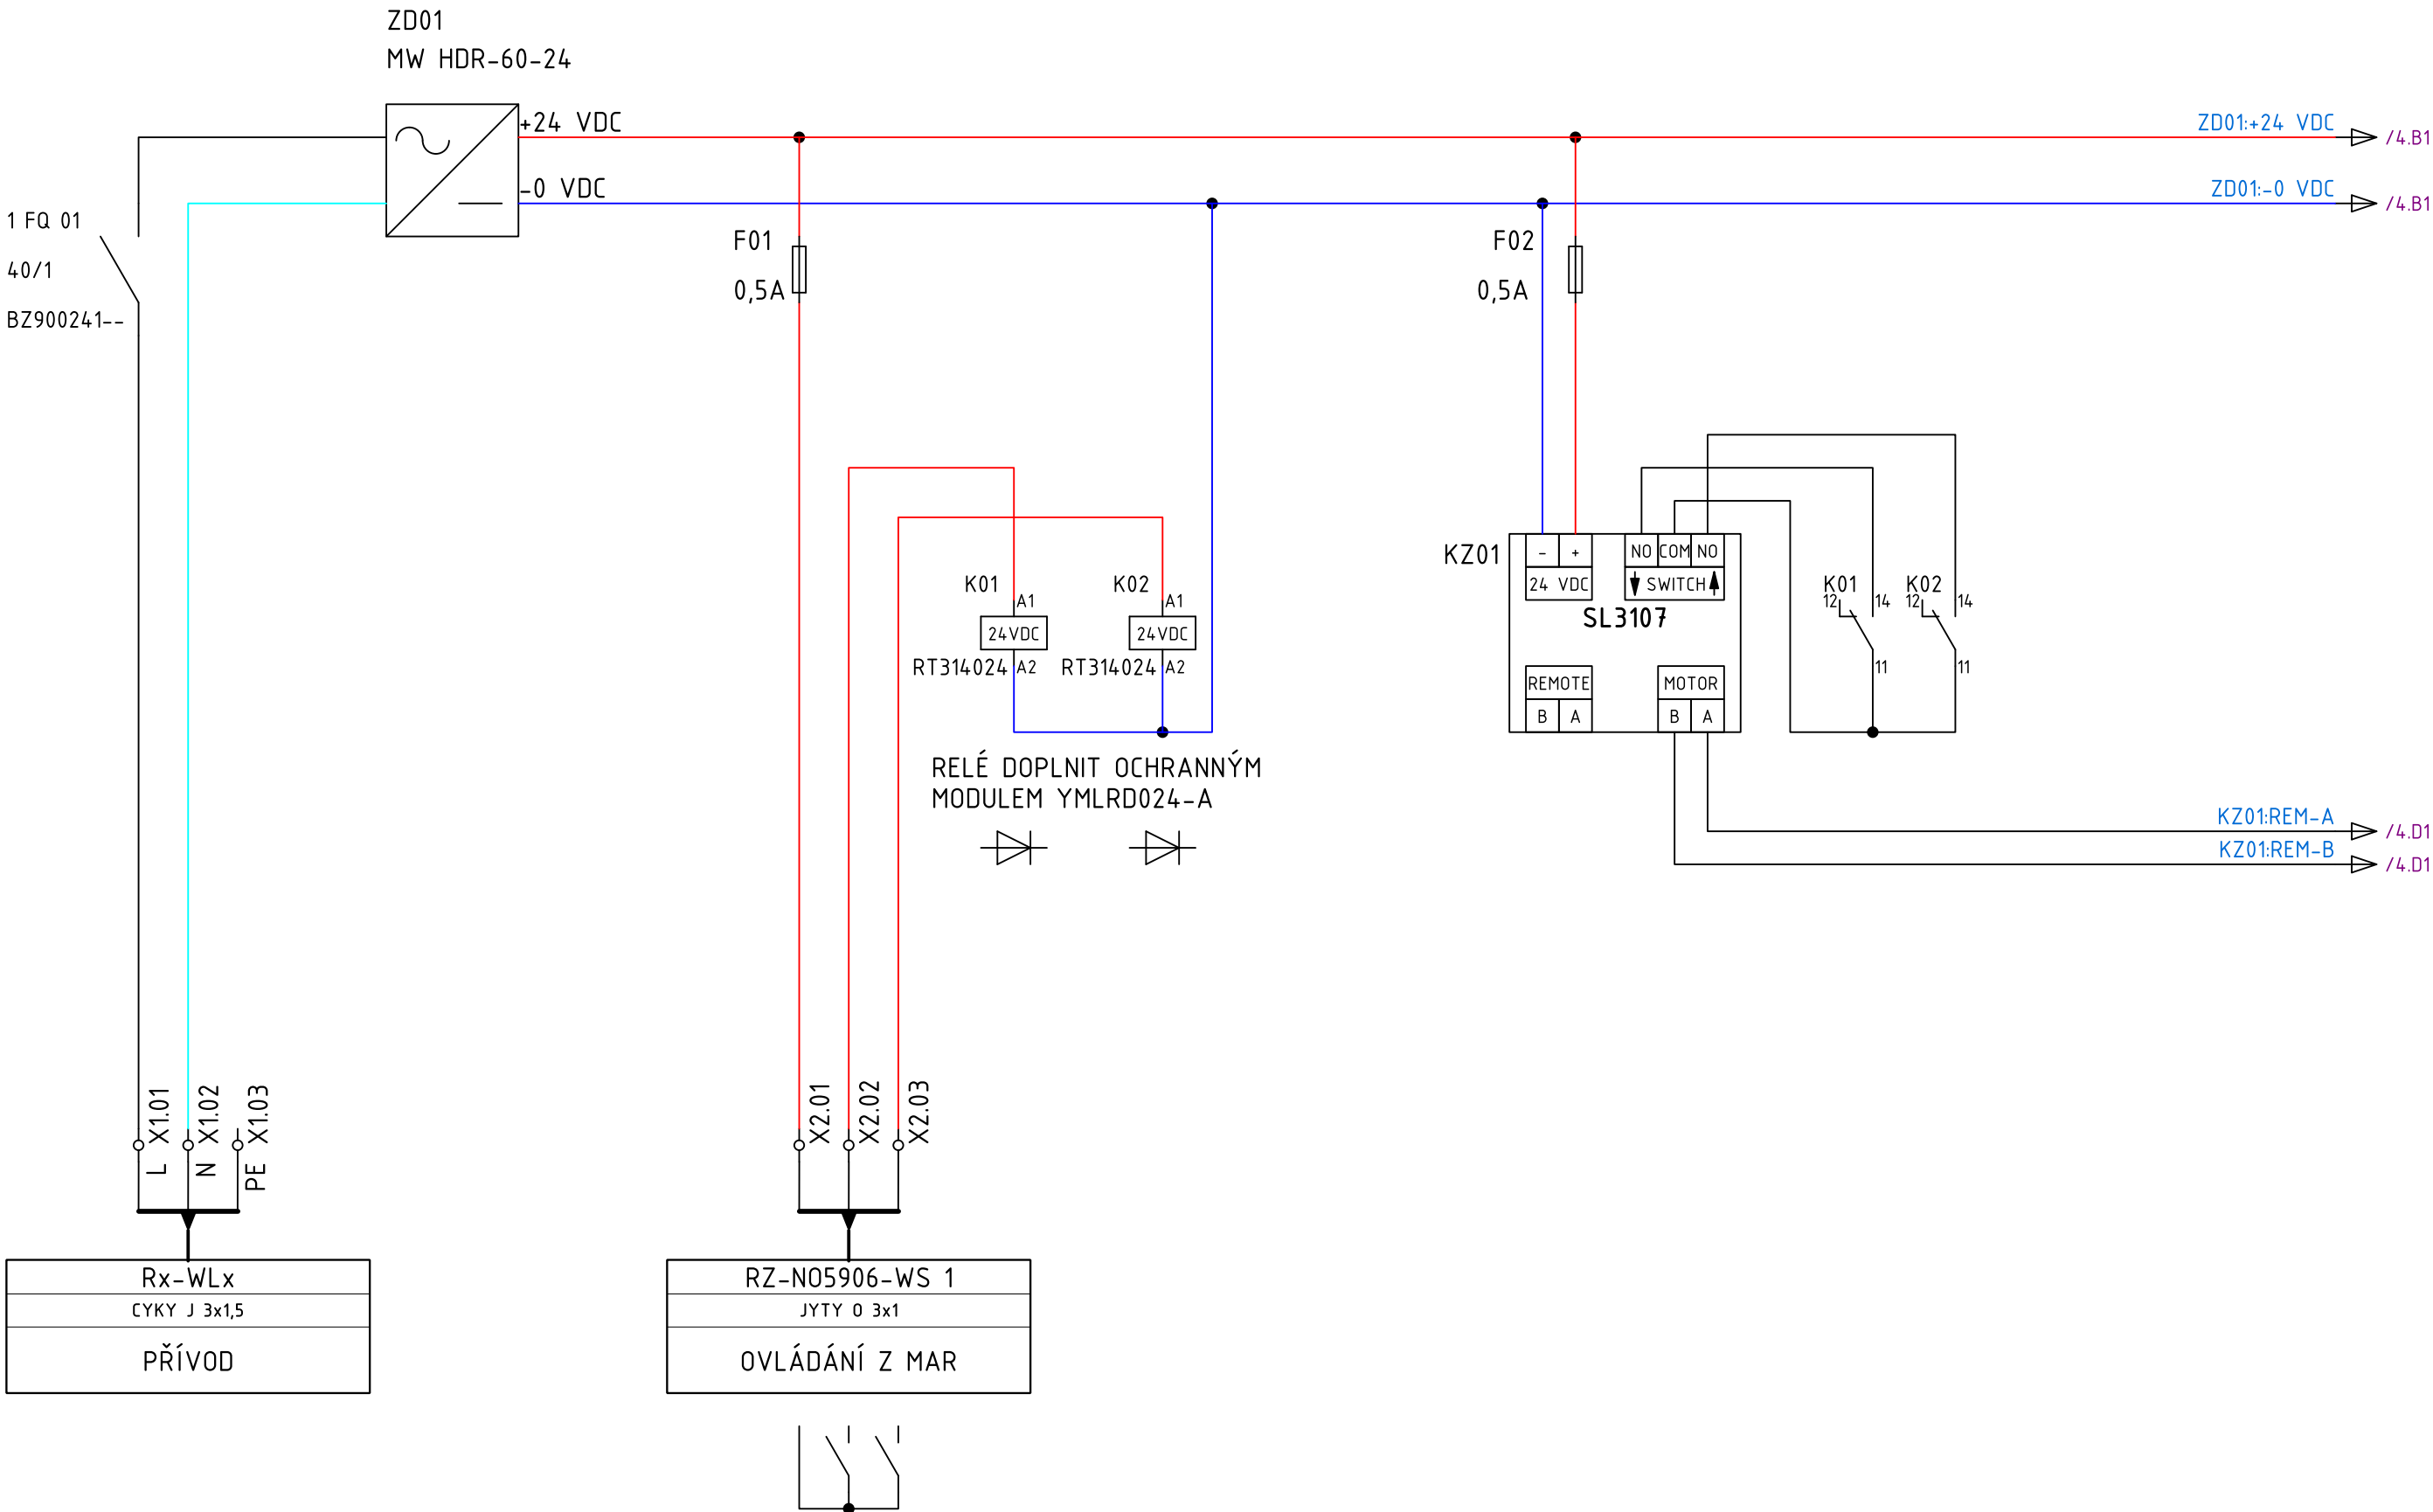 ZD01
MW HDR-60-24
+24 VDC
-0 VDC
ZD01:+24 VDC
/4.B1
ZD01:-0 VDC
/4.B1
1 FQ 01
40/1
BZ900241--
F01
0,5A
F02
0,5A
KZ01
- +
24 VDC
NO COM NO
SWITCH
SL3107
REMOTE
B A
MOTOR
B A
K01
A1
24VDC
RT314024
A2
K02
A1
24VDC
RT314024
A2
K01
12
14
11
K02
12
14
11
RELÉ DOPLNIT OCHRANNÝM
MODULEM YMLRD024-A
KZ01:REM-A
/4.D1
KZ01:REM-B
/4.D1
X1.01
X1.02
X1.03
L
N
PE
X2.01
X2.02
X2.03
Rx-WLx
CYKY J 3x1,5
PŘÍVOD
RZ-NO5906-WS 1
JYTY O 3x1
OVLÁDÁNÍ Z MAR